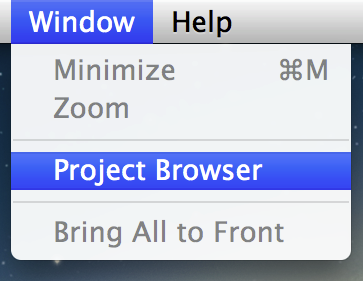 Window Help
Minimize ⌘M
Zoom
Project Browser
Bring All to Front